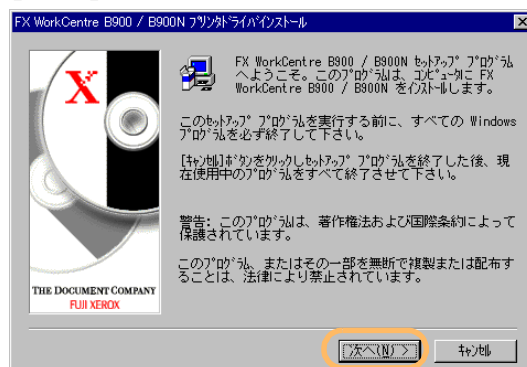 FX WorkCentre B900 / B900N ﾌﾟﾘﾝﾀﾄﾞﾗｲﾊﾞｲﾝｽﾄｰﾙ
FX WorkCentre B900 / B900N ｾｯﾄｱｯﾌﾟ ﾌﾟﾛｸﾞﾗﾑ
へようこそ。このﾌﾟﾛｸﾞﾗﾑは、ｺﾝﾋﾟｭｰﾀに FX
WorkCentre B900 / B900N をｲﾝｽﾄｰﾙします。
このｾｯﾄｱｯﾌﾟ ﾌﾟﾛｸﾞﾗﾑを実行する前に、すべての Windows
ﾌﾟﾛｸﾞﾗﾑを必ず終了して下さい。
[ｷｬﾝｾﾙ]ﾎﾞﾀﾝをｸﾘｯｸしｾｯﾄｱｯﾌﾟ ﾌﾟﾛｸﾞﾗﾑを終了した後、現
在使用中のﾌﾟﾛｸﾞﾗﾑをすべて終了させて下さい。
警告: このﾌﾟﾛｸﾞﾗﾑは、著作権法および国際条約によって
保護されています。
このﾌﾟﾛｸﾞﾗﾑ、またはその一部を無断で複製または配布す
ることは、法律により禁止されています。
X
THE DOCUMENT COMPANY
FUJI XEROX
次へ(N) >
ｷｬﾝｾﾙ